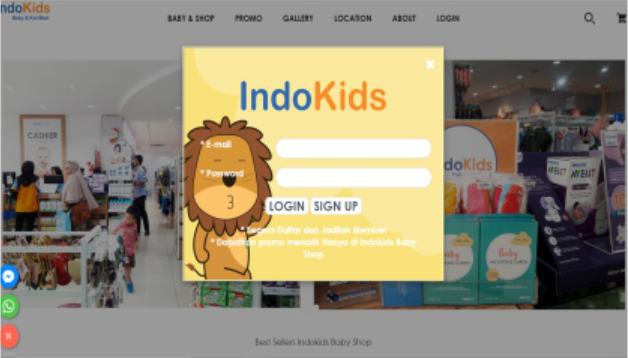 IndoKids
Baby & Kid Shop
BABY & SHOP PROMO GALLERY LOCATION ABOUT LOGIN
CASHIER
IndoKids
* E-mail
* Password
LOGIN SIGN UP
* Segera Daftar dan Jadilah Member
* Dapatkan promo menarik Hanya di Indokids Baby
Shop
doKids
AVENT
Baby
Best Sellers Indokids Baby Shop